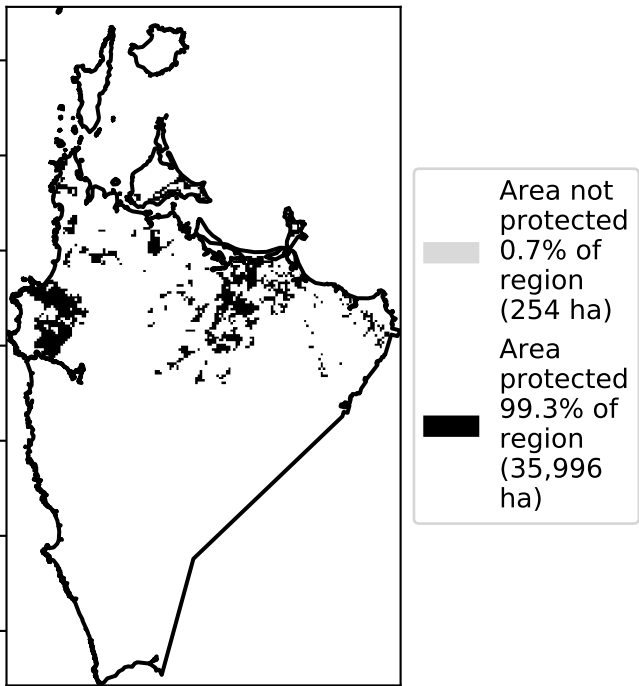 Area not
protected
0.7% of
region
(254 ha)
Area
protected
99.3% of
region
(35,996
ha)